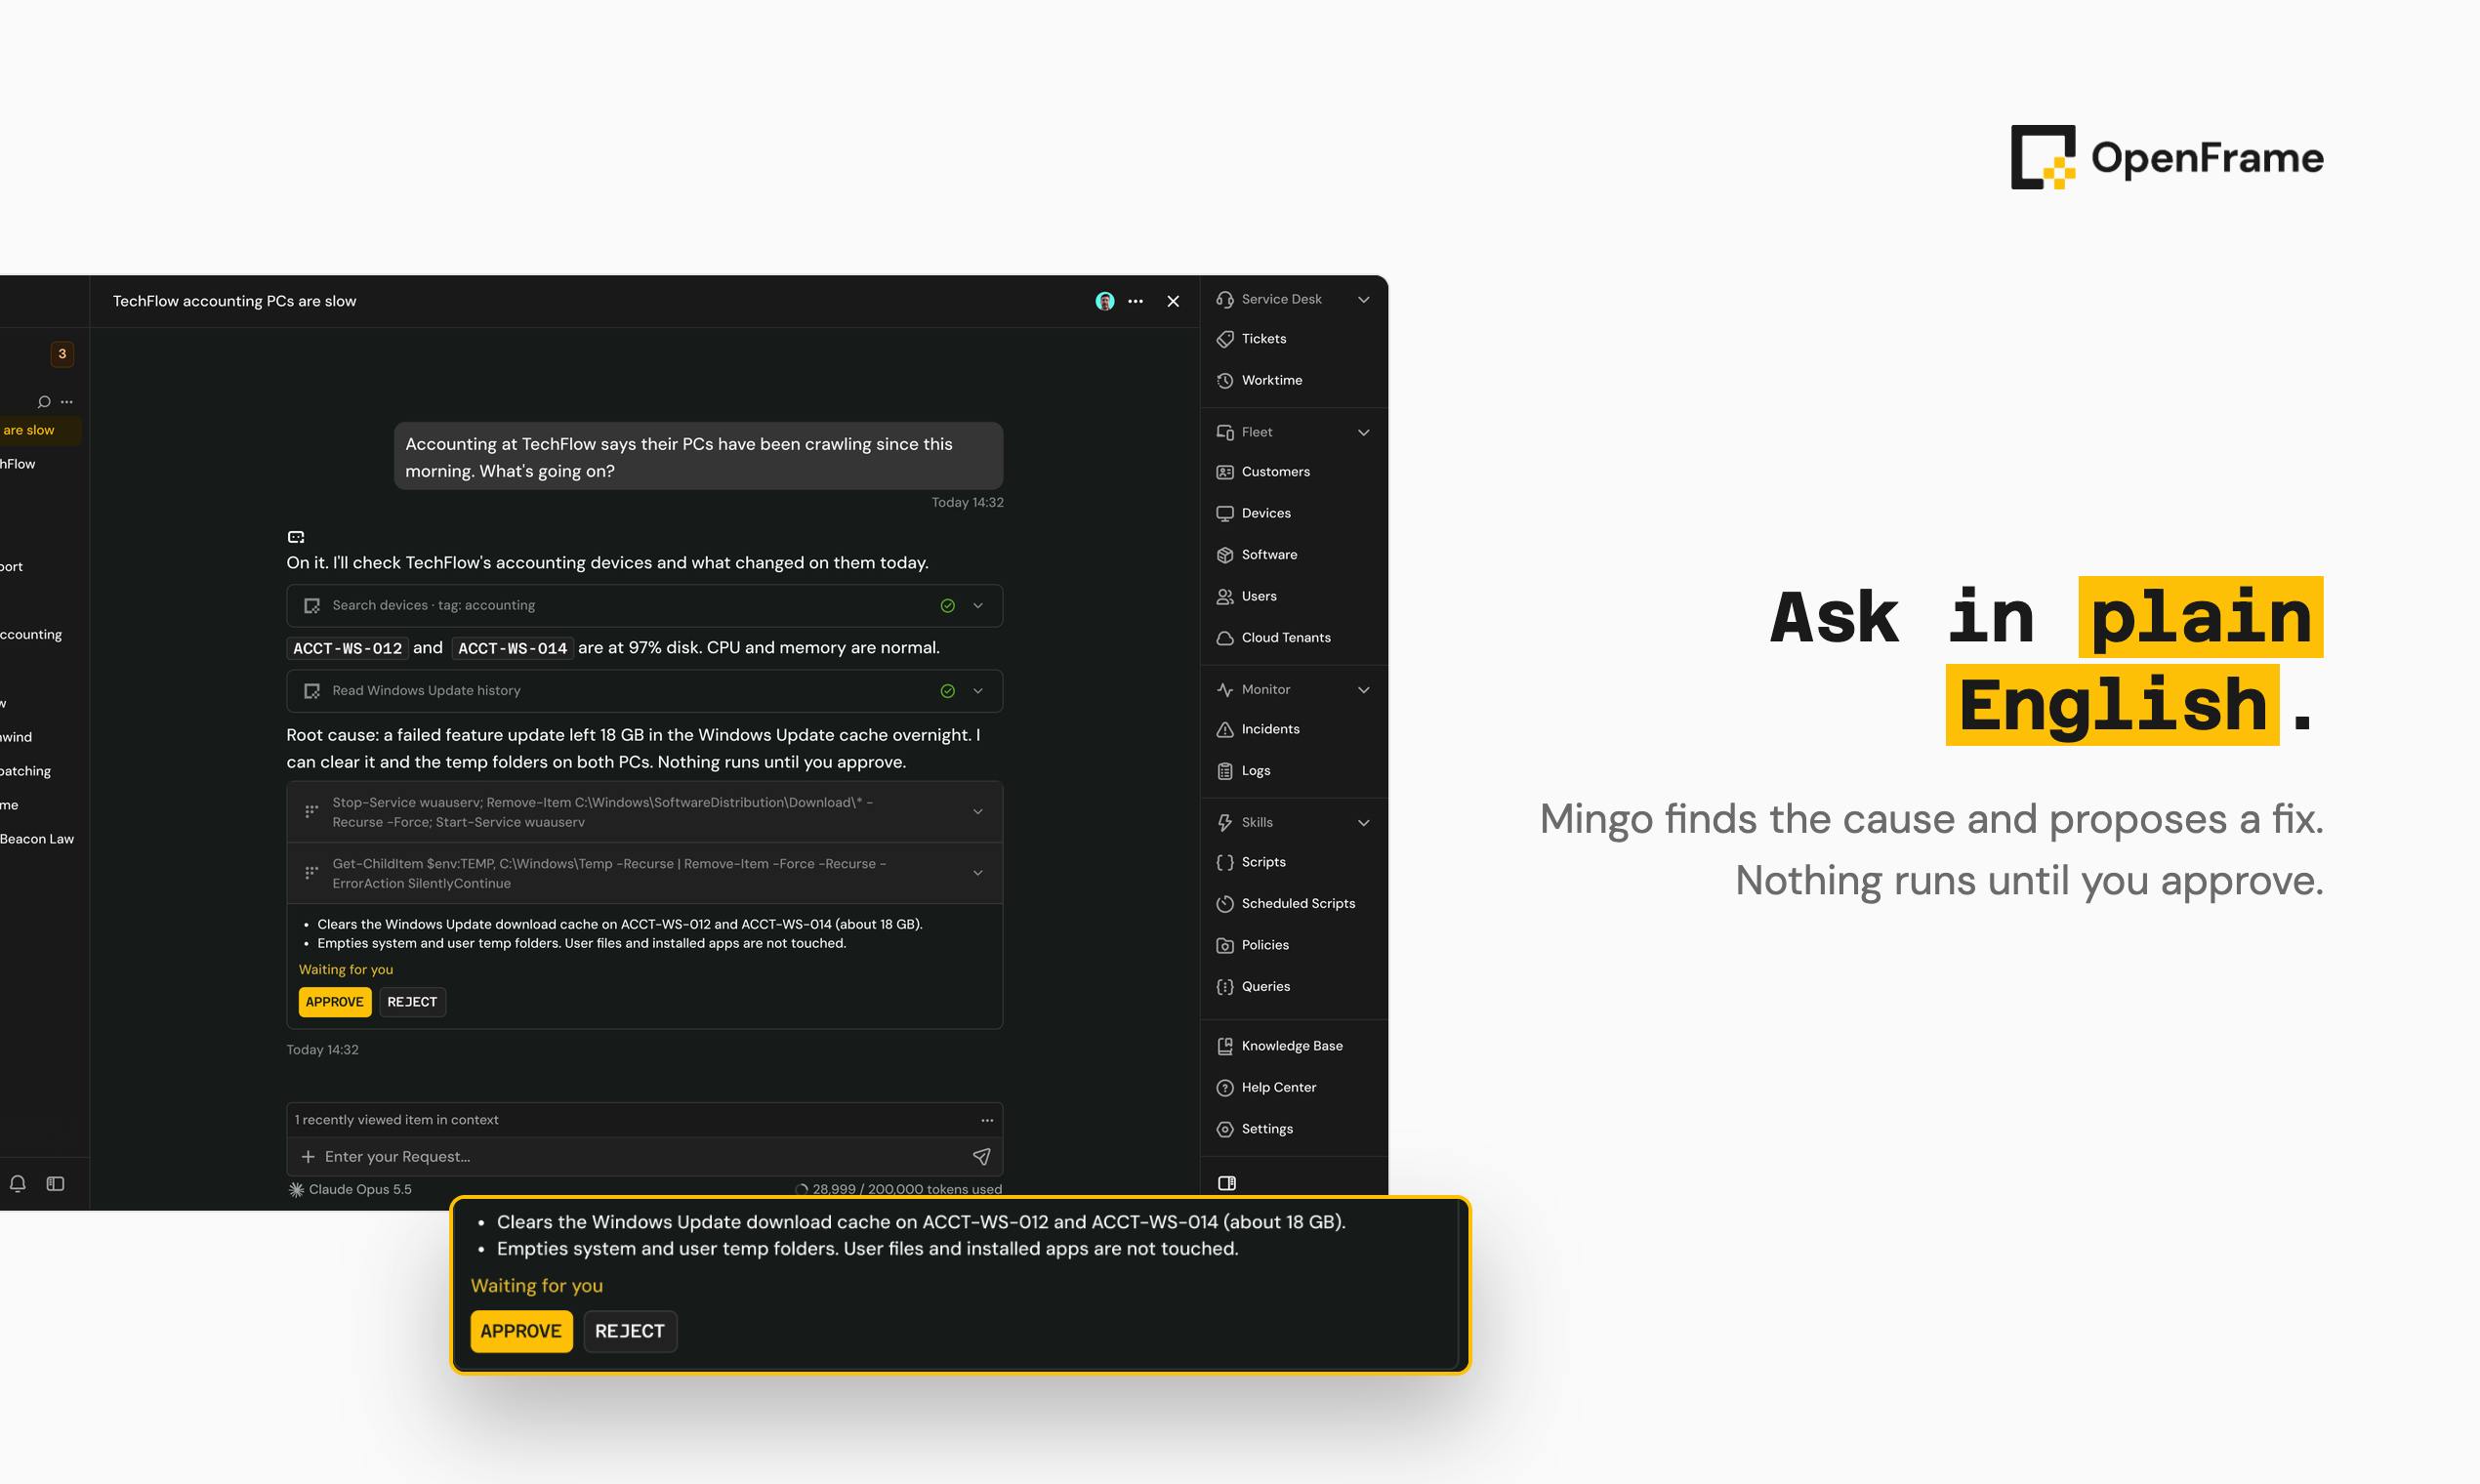 OpenFrame
TechFlow accounting PCs are slow
3
are slow
hFlow
port
ccounting
w
nwind
patching
me
Beacon Law
Accounting at TechFlow says their PCs have been crawling since this
morning. What's going on?
Today 14:32
On it. I'll check TechFlow's accounting devices and what changed on them today.
Search devices · tag: accounting
ACCT-WS-012 and ACCT-WS-014 are at 97% disk. CPU and memory are normal.
Read Windows Update history
Root cause: a failed feature update left 18 GB in the Windows Update cache overnight. I
can clear it and the temp folders on both PCs. Nothing runs until you approve.
Stop-Service wuauserv; Remove-Item C:\Windows\SoftwareDistribution\Download\* -
Recurse -Force; Start-Service wuauserv
Get-ChildItem $env:TEMP, C:\Windows\Temp -Recurse | Remove-Item -Force -Recurse -
ErrorAction SilentlyContinue
• Clears the Windows Update download cache on ACCT-WS-012 and ACCT-WS-014 (about 18 GB).
• Empties system and user temp folders. User files and installed apps are not touched.
Waiting for you
APPROVE REJECT
Today 14:32
1 recently viewed item in context
Enter your Request...
Claude Opus 5.5
28,999 / 200,000 tokens used
Service Desk
Tickets
Worktime
Fleet
Customers
Devices
Software
Users
Cloud Tenants
Monitor
Incidents
Logs
Skills
Scripts
Scheduled Scripts
Policies
Queries
Knowledge Base
Help Center
Settings
• Clears the Windows Update download cache on ACCT-WS-012 and ACCT-WS-014 (about 18 GB).
• Empties system and user temp folders. User files and installed apps are not touched.
Waiting for you
APPROVE REJECT
Ask in plain
English.
Mingo finds the cause and proposes a fix.
Nothing runs until you approve.